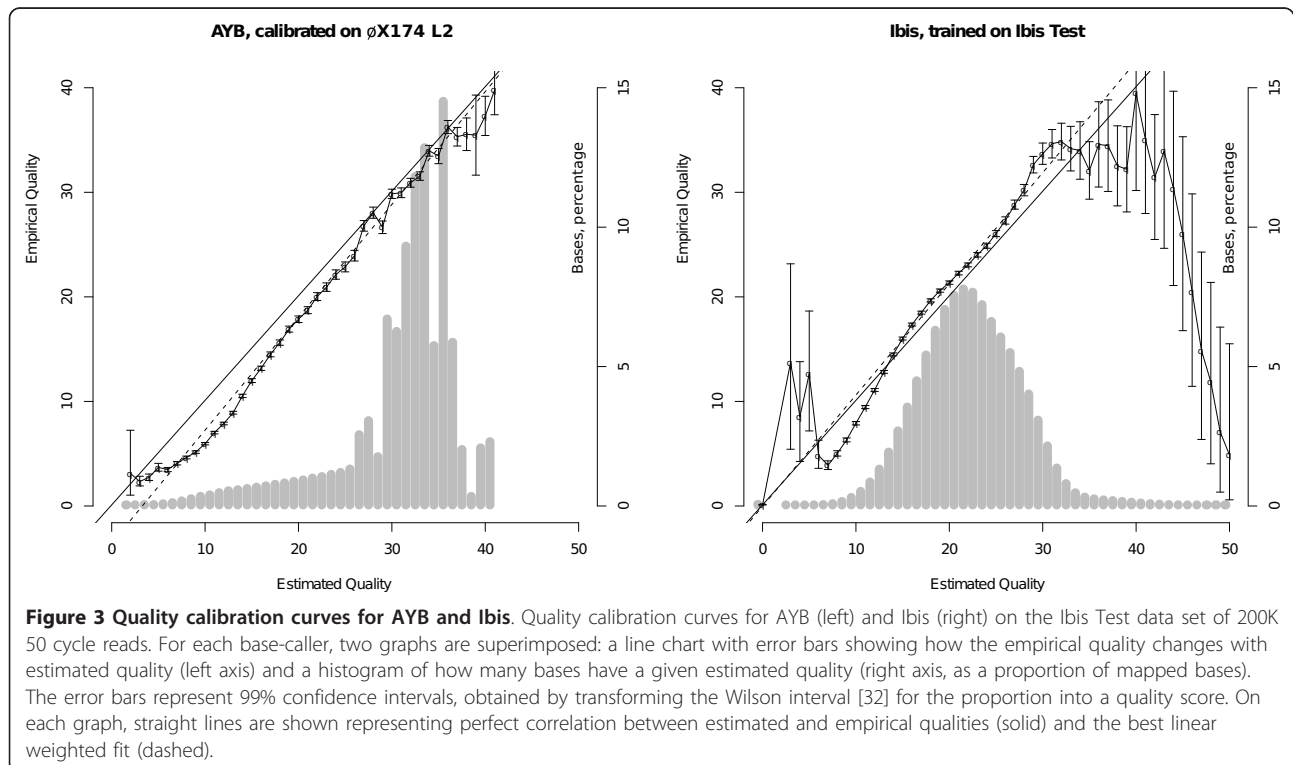 AYB, calibrated on øX174 L2
Ibis, trained on Ibis Test
Empirical Quality
0
10
20
30
40
Bases, percentage
0
5
10
15
0 10 20 30 40 50
Estimated Quality
Empirical Quality
0
10
20
30
40
Bases, percentage
0
5
10
15
0 10 20 30 40 50
Estimated Quality
Figure 3 Quality calibration curves for AYB and Ibis. Quality calibration curves for AYB (left) and Ibis (right) on the Ibis Test data set of 200K
50 cycle reads. For each base-caller, two graphs are superimposed: a line chart with error bars showing how the empirical quality changes with
estimated quality (left axis) and a histogram of how many bases have a given estimated quality (right axis, as a proportion of mapped bases).
The error bars represent 99% confidence intervals, obtained by transforming the Wilson interval [32] for the proportion into a quality score. On
each graph, straight lines are shown representing perfect correlation between estimated and empirical qualities (solid) and the best linear
weighted fit (dashed).